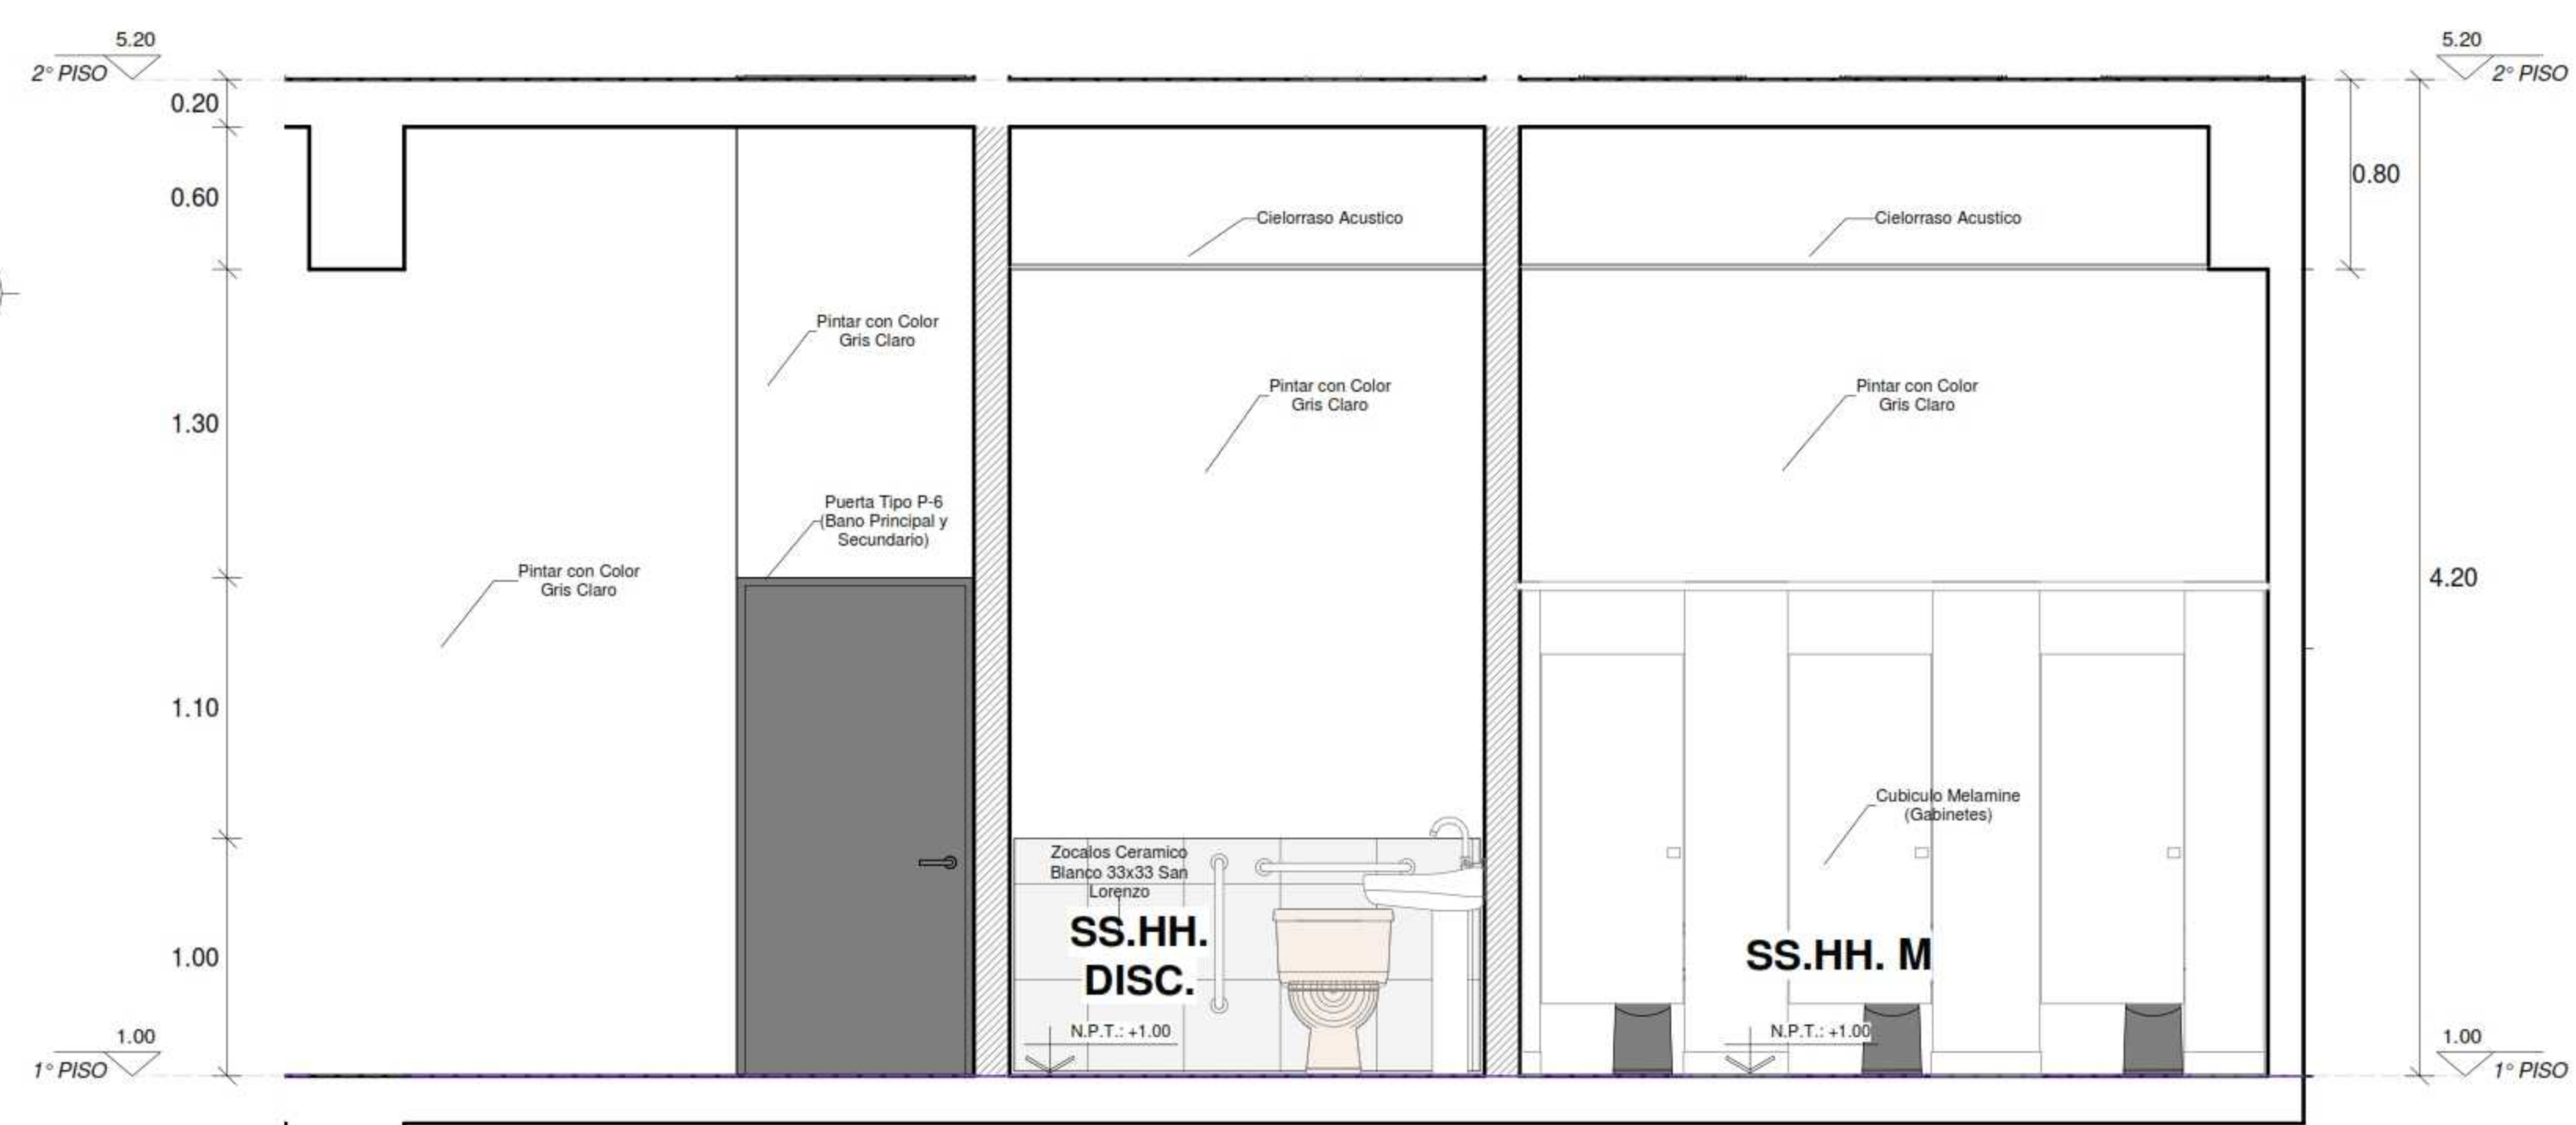 5.20
2° PISO
5.20
2° PISO
0.20
0.60
0.80
Cielorraso Acustico
Cielorraso Acustico
Pintar con Color
Gris Claro
Pintar con Color
Gris Claro
Pintar con Color
Gris Claro
1.30
Puerta Tipo P-6
(Bano Principal y
Secundario)
Pintar con Color
Gris Claro
4.20
1.10
Cubiculo Melamine
(Gabinetes)
Zocalos Ceramico
Blanco 33x33 San
Lorenzo
SS.HH.
DISC.
SS.HH. M
1.00
N.P.T.: +1.00
N.P.T.: +1.00
1.00
1° PISO
1.00
1° PISO